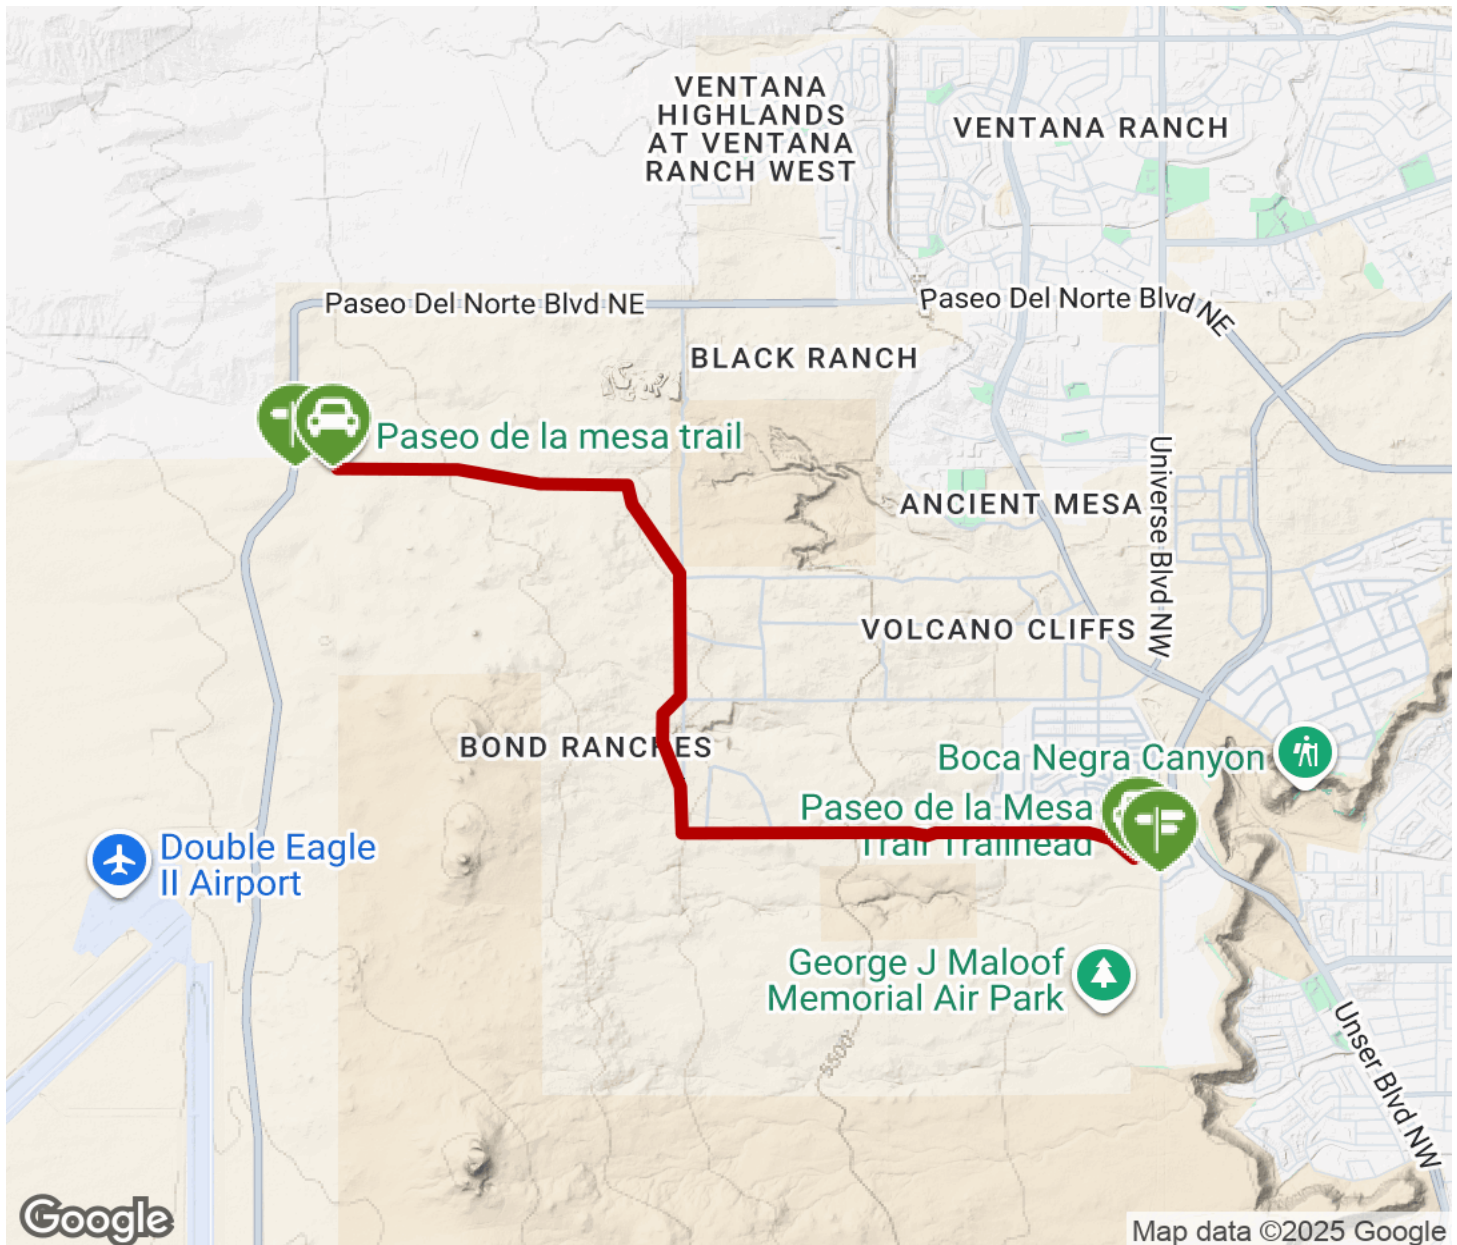 VENTANA
HIGHLANDS
AT VENTANA
RANCH WEST
VENTANA RANCH
Paseo Del Norte Blvd NE
Paseo Del Norte Blvd NE
BLACK RANCH
Paseo de la mesa trail
Universe Blvd NW
ANCIENT MESA
VOLCANO CLIFFS
BOND RANCHES
Boca Negra Canyon
Paseo de la Mesa
Trail Trailhead
Double Eagle
II Airport
George J Maloof
Memorial Air Park
5500'
Unser Blvd NW
Google
Map data ©2025 Google